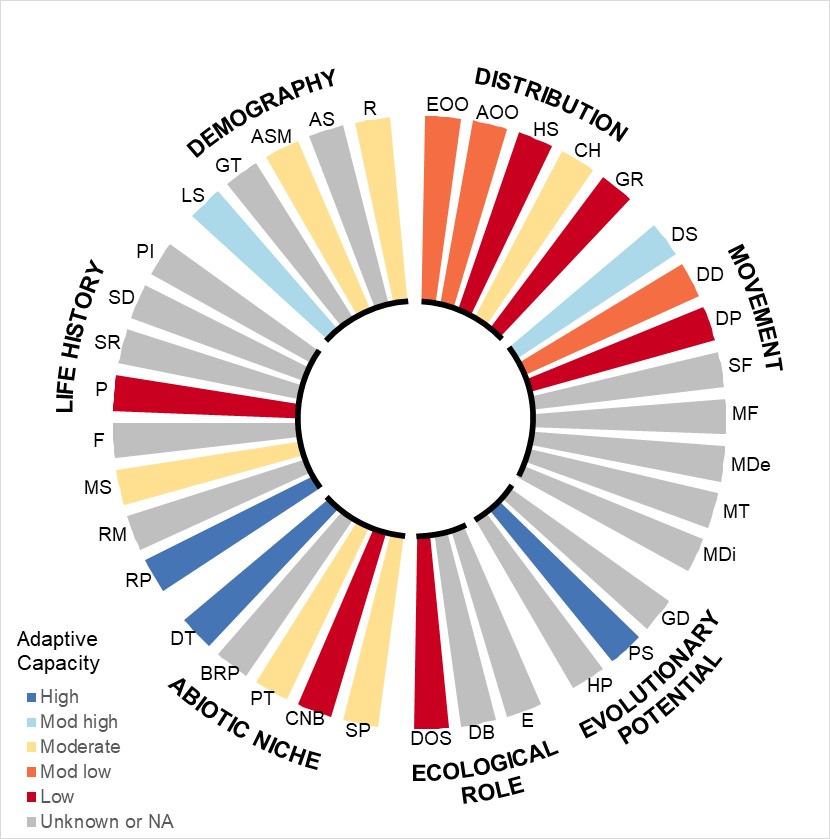 DISTRIBUTION
EOO
AOO
HS
CH
GR
MOVEMENT
DS
DD
DP
SF
MF
MDe
MT
MDi
EVOLUTIONARY
POTENTIAL
GD
PS
HP
ECOLOGICAL
ROLE
E
DB
DOS
ABIOTIC NICHE
SP
CNB
PT
BRP
DT
LIFE HISTORY
RP
RM
MS
F
P
SR
SD
PI
DEMOGRAPHY
LS
GT
ASM
AS
R
Adaptive
Capacity
High
Mod high
Moderate
Mod low
Low
Unknown or NA